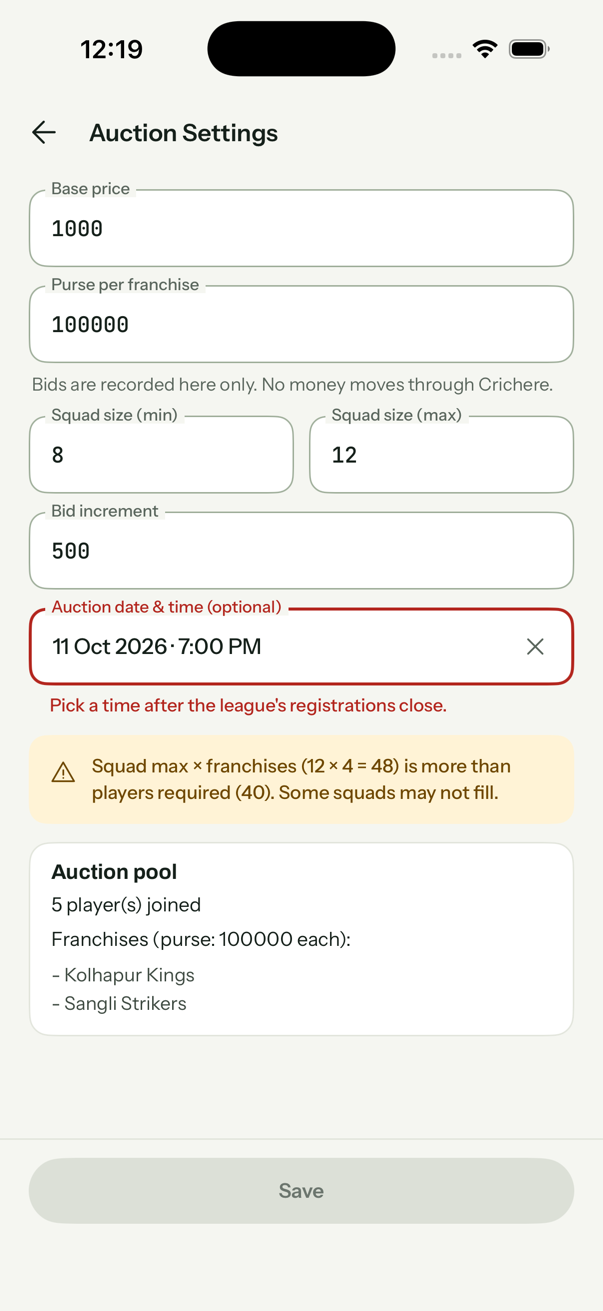 12:19
Auction Settings
Base price
1000
Purse per franchise
100000
Bids are recorded here only. No money moves through Crichere.
Squad size (min)
8
Squad size (max)
12
Bid increment
500
Auction date & time (optional)
11 Oct 2026 · 7:00 PM
Pick a time after the league's registrations close.
Squad max × franchises (12 × 4 = 48) is more than
players required (40). Some squads may not fill.
Auction pool
5 player(s) joined
Franchises (purse: 100000 each):
- Kolhapur Kings
- Sangli Strikers
Save